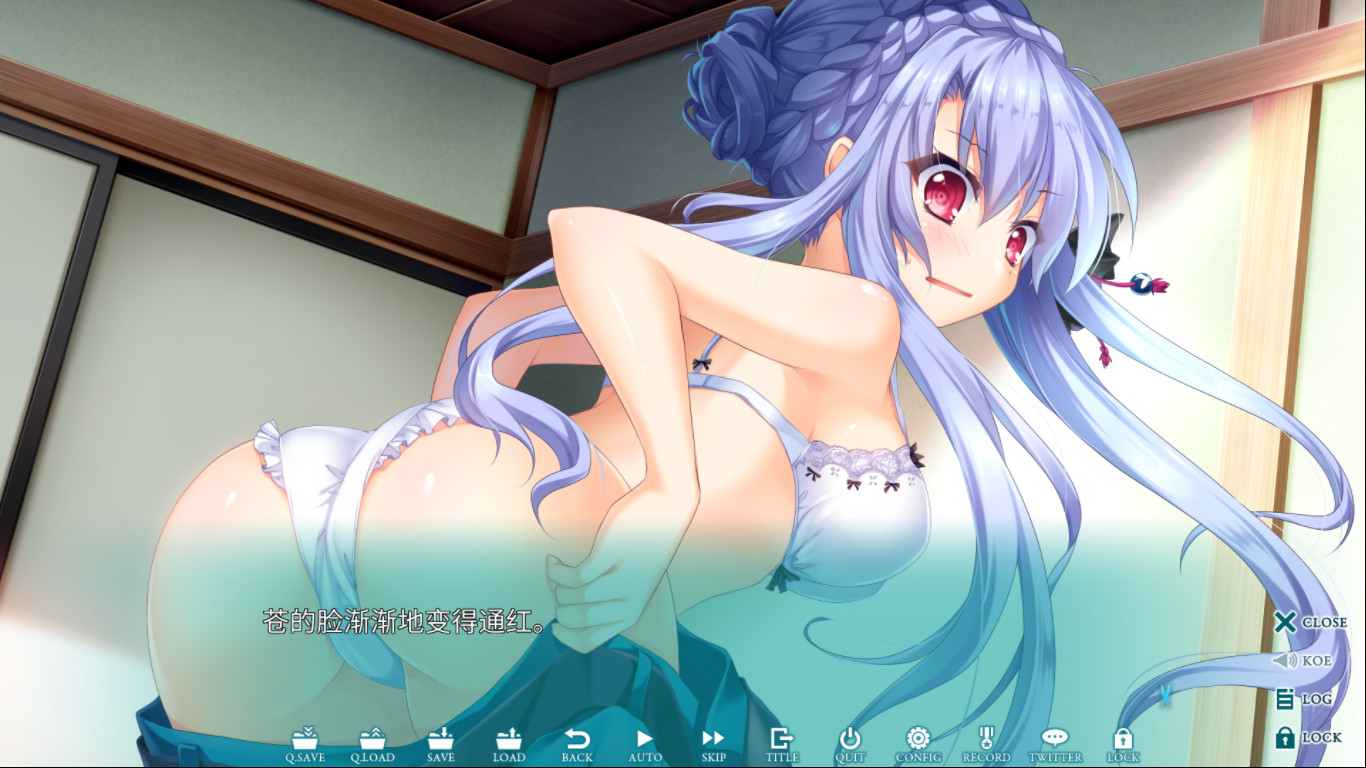 苍的脸渐渐地变得通红。
CLOSE
KOE
LOG
LOCK
Q.SAVE Q.LOAD SAVE LOAD BACK AUTO SKIP TITLE QUIT CONFIG RECORD TWITTER LOCK